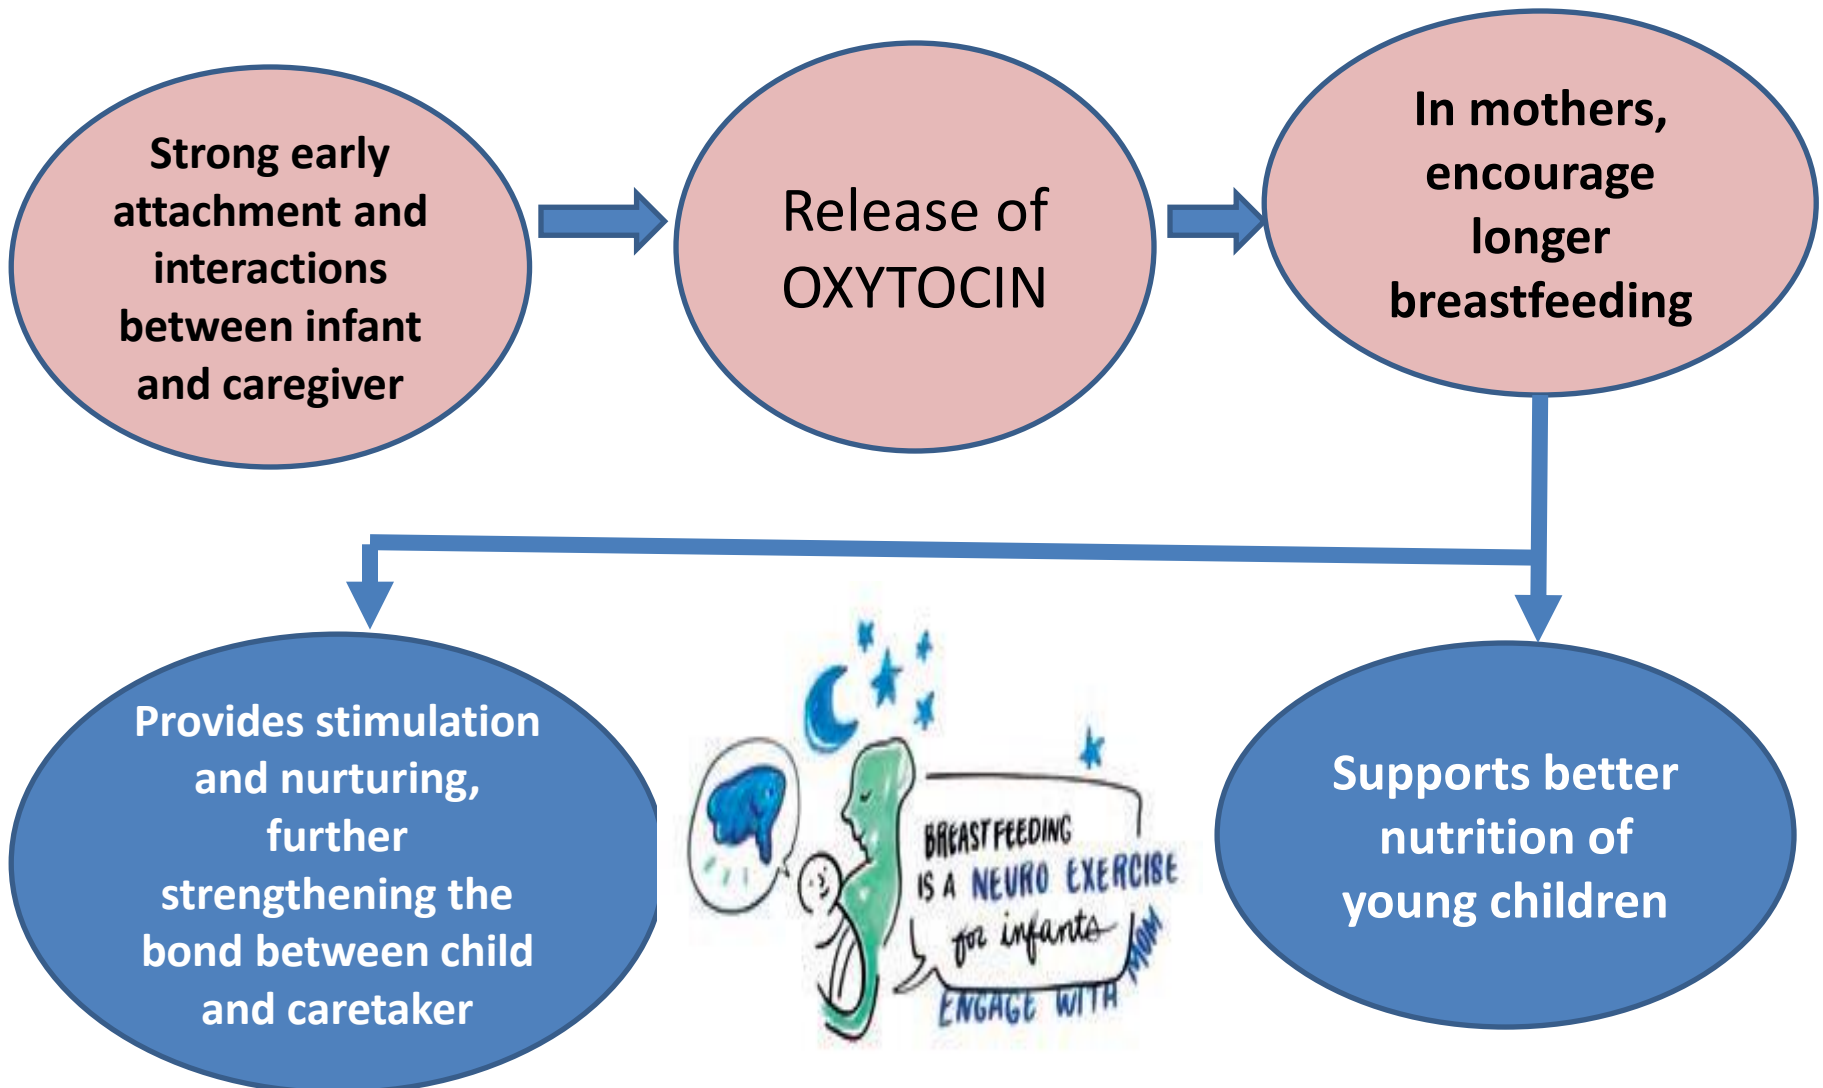 Strong early
attachment and
interactions
between infant
and caregiver
Release of
OXYTOCIN
In mothers,
encourage
longer
breastfeeding
Provides stimulation
and nurturing,
further
strengthening the
bond between child
and caretaker
BREASTFEEDING
IS A NEURO EXERCISE
for infants
ENGAGE WITH MOM
Supports better
nutrition of
young children